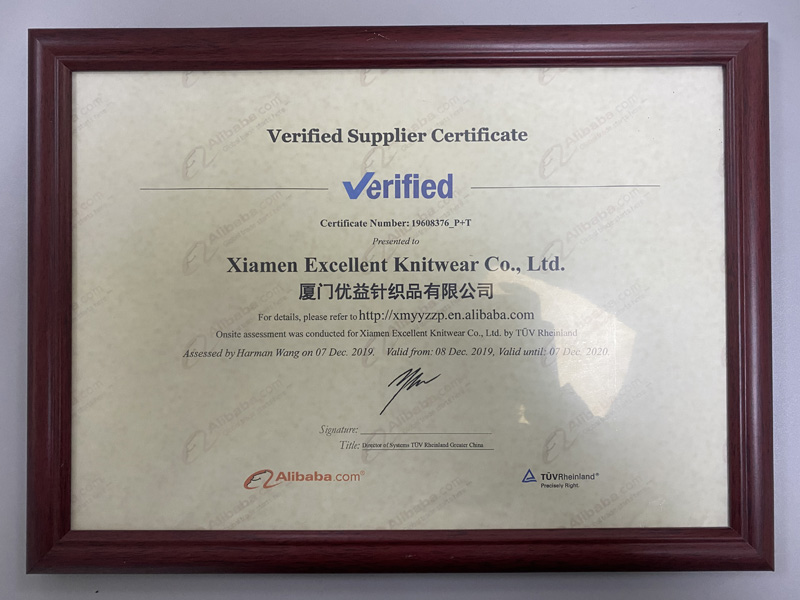 Verified Supplier Certificate
Verified
Certificate Number: 19608376_P+T
Presented to
Xiamen Excellent Knitwear Co., Ltd.
厦门优益针织品有限公司
For details, please refer to http://xmyyzzp.en.alibaba.com
Onsite assessment was conducted for Xiamen Excellent Knitwear Co., Ltd. by TÜV Rheinland
Assessed by Harman Wang on 07 Dec. 2019. Valid from: 08 Dec. 2019, Valid until: 07 Dec. 2020
Signature:
Title: Director of Systems TÜV Rheinland Greater China
Alibaba.com®
TÜVRheinland®
Precisely Right.